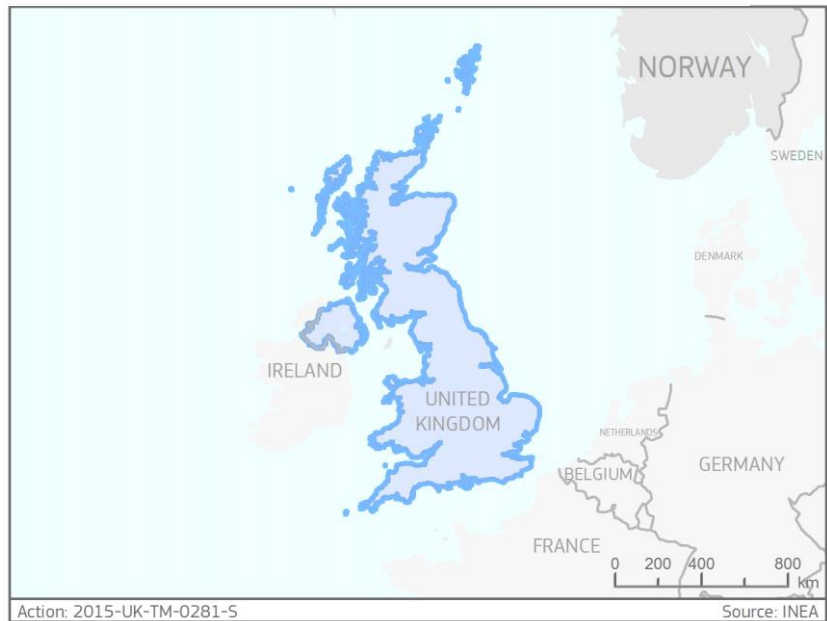 NORWAY
SWEDEN
DENMARK
IRELAND
UNITED
KINGDOM
NETHERLANDS
BELGIUM
GERMANY
FRANCE
0 200 400 800
km
Action: 2015-UK-TM-0281-S
Source: INEA